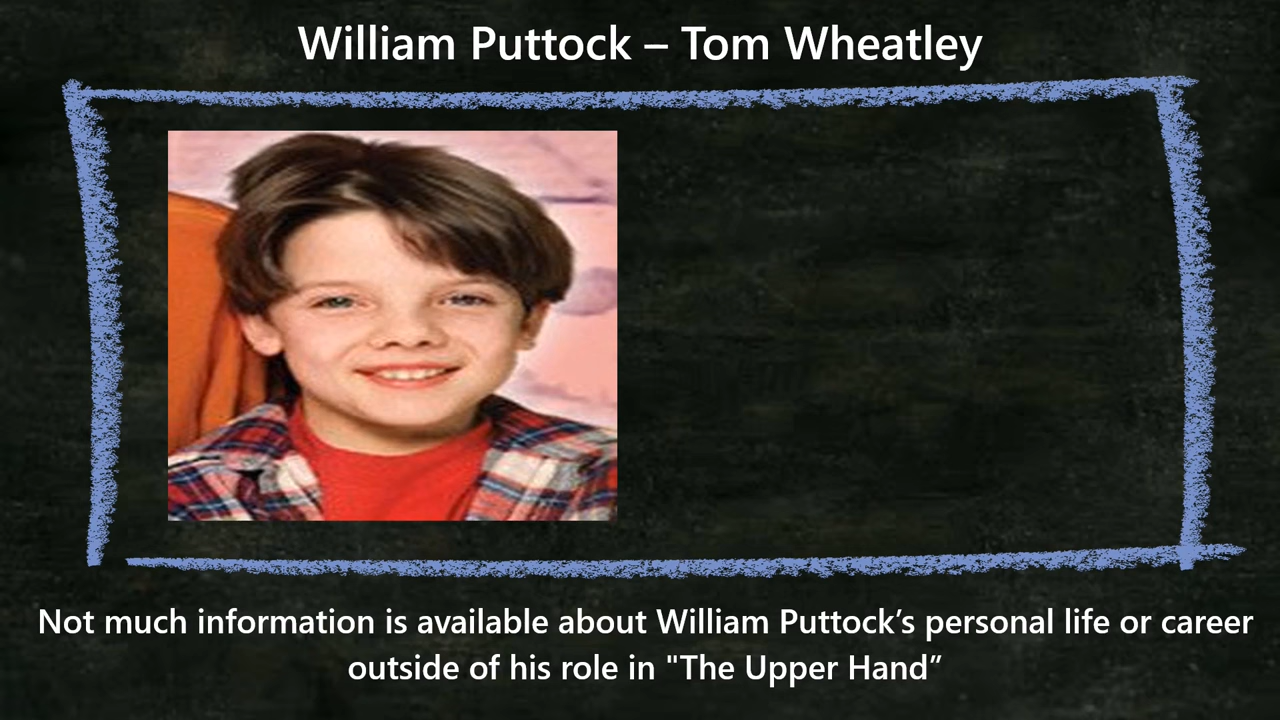 William Puttock – Tom Wheatley
Not much information is available about William Puttock’s personal life or career
outside of his role in "The Upper Hand”